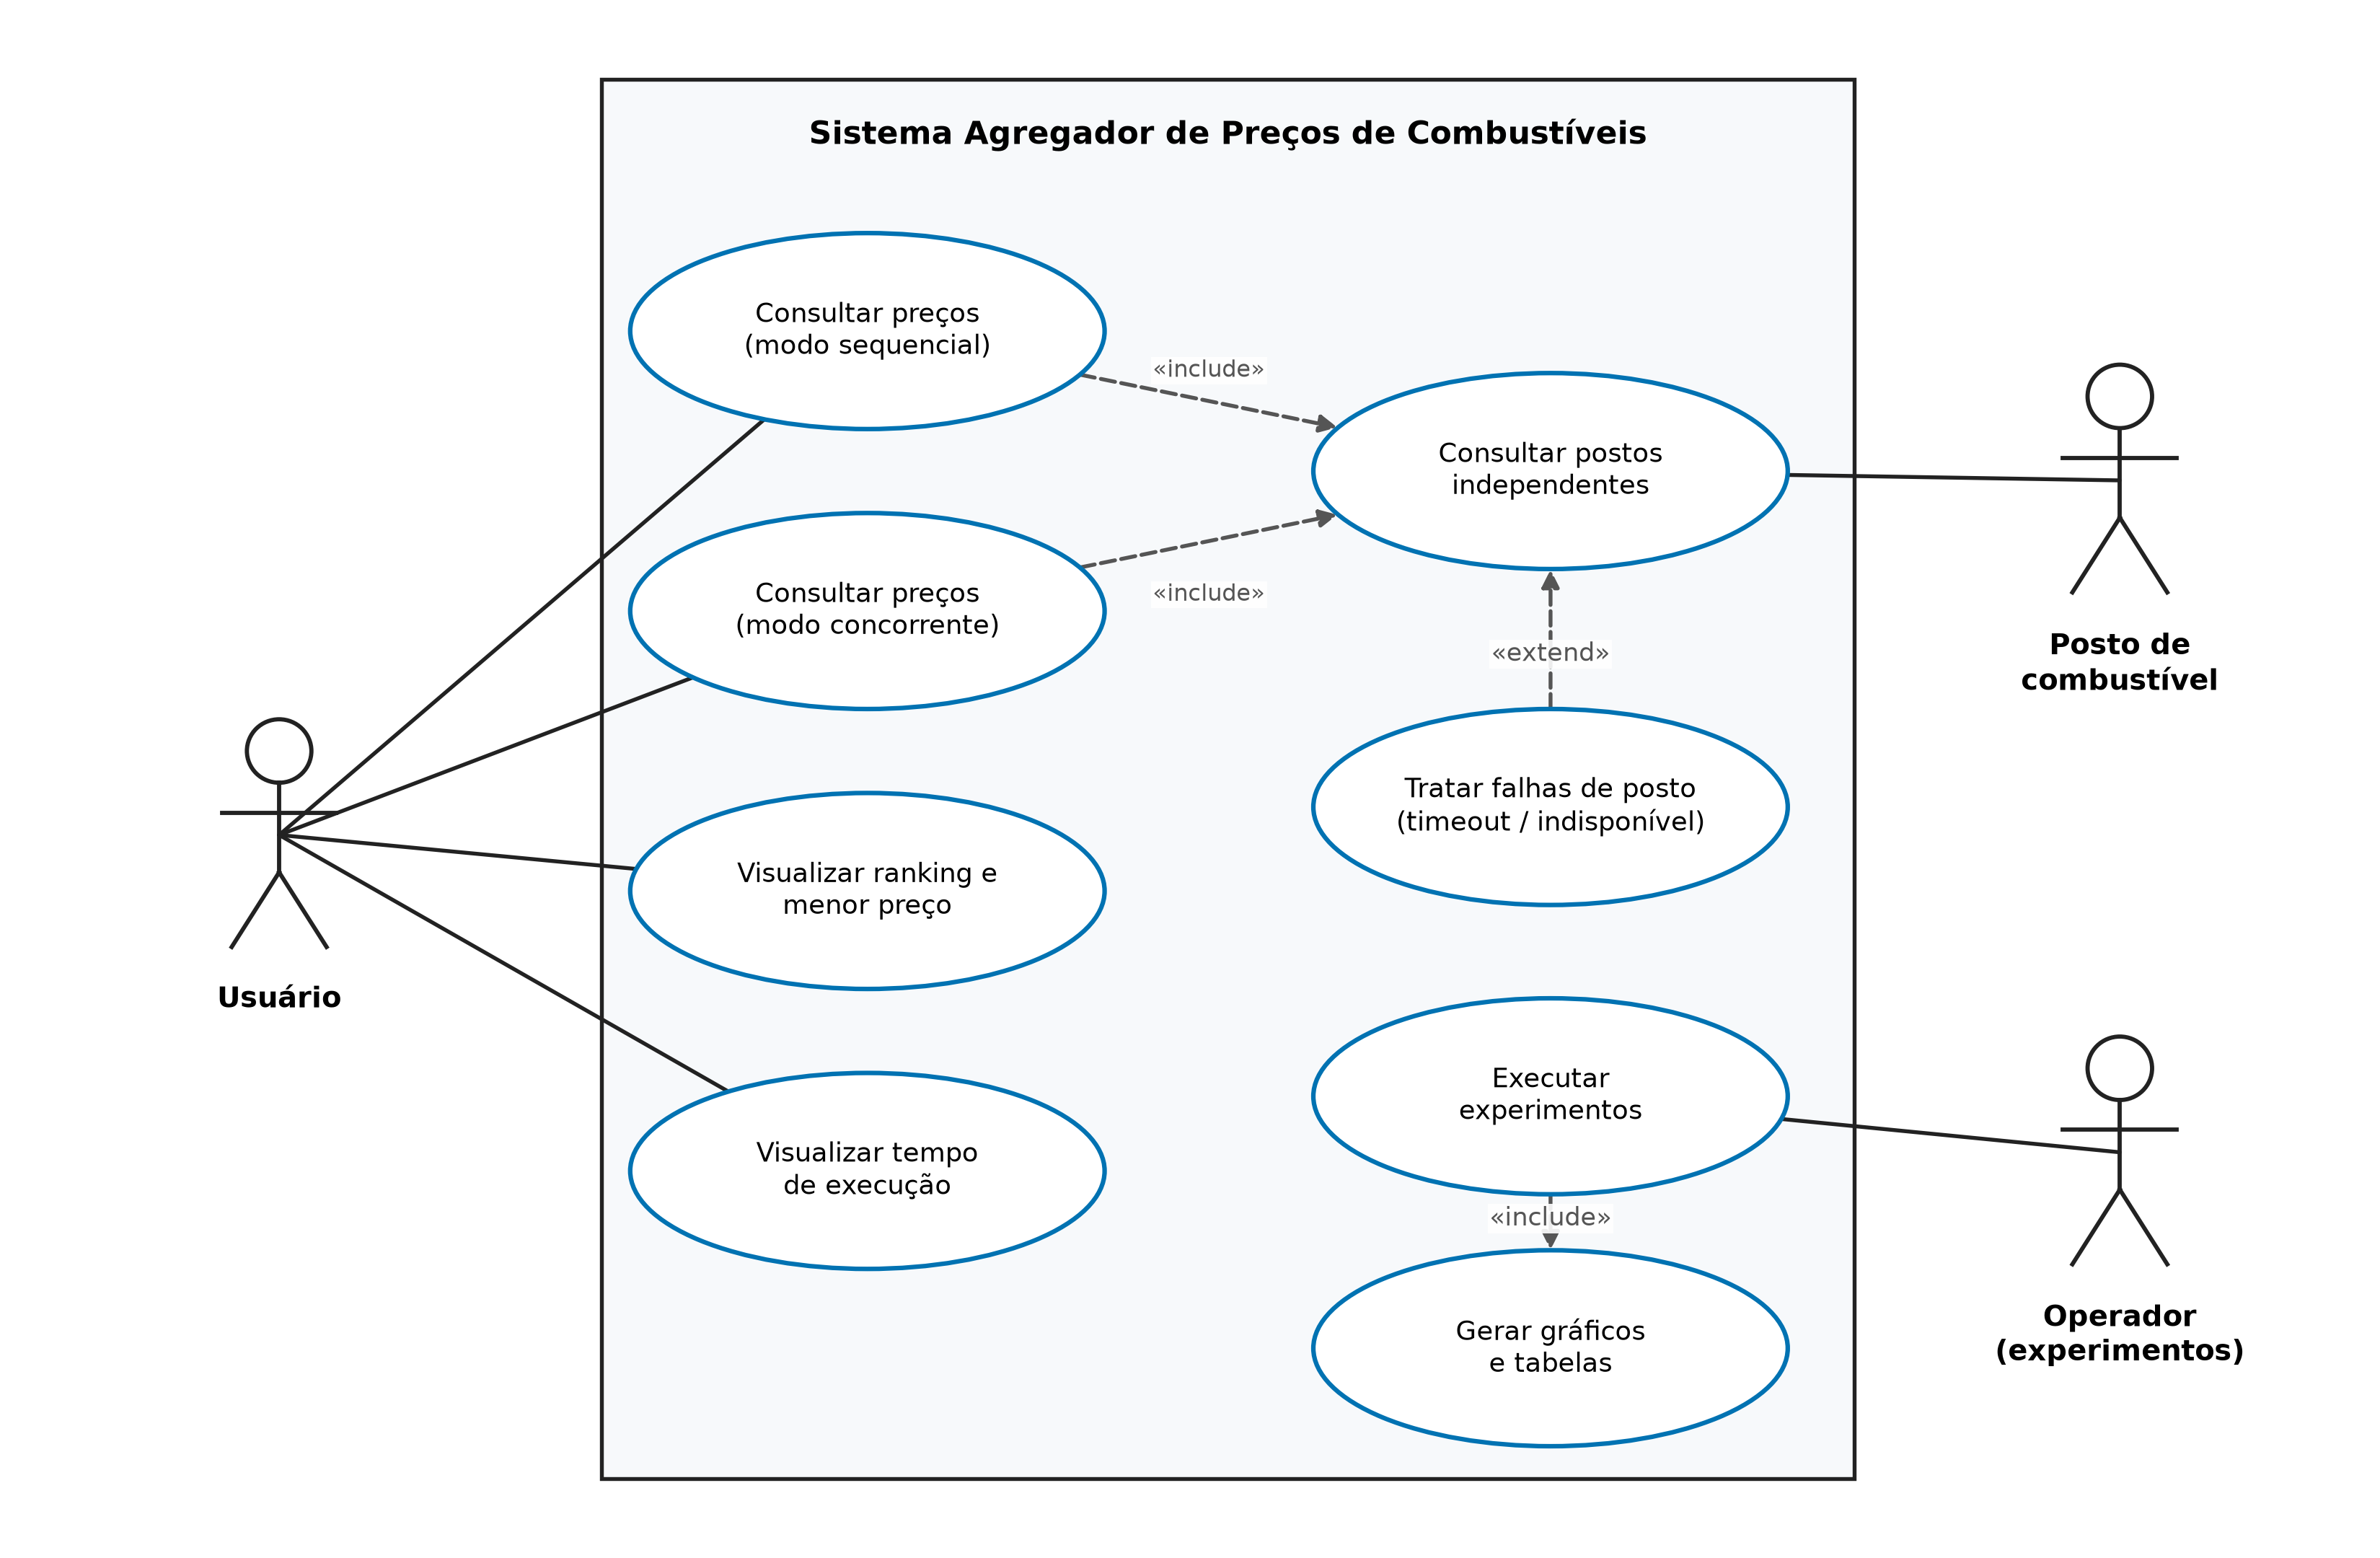 Sistema Agregador de Preços de Combustíveis
Consultar preços
(modo sequencial)
«include»
Consultar postos
independentes
Consultar preços
(modo concorrente)
«include»
«extend»
Posto de
combustível
Tratar falhas de posto
(timeout / indisponível)
Visualizar ranking e
menor preço
Usuário
Executar
experimentos
Visualizar tempo
de execução
«include»
Gerar gráficos
e tabelas
Operador
(experimentos)